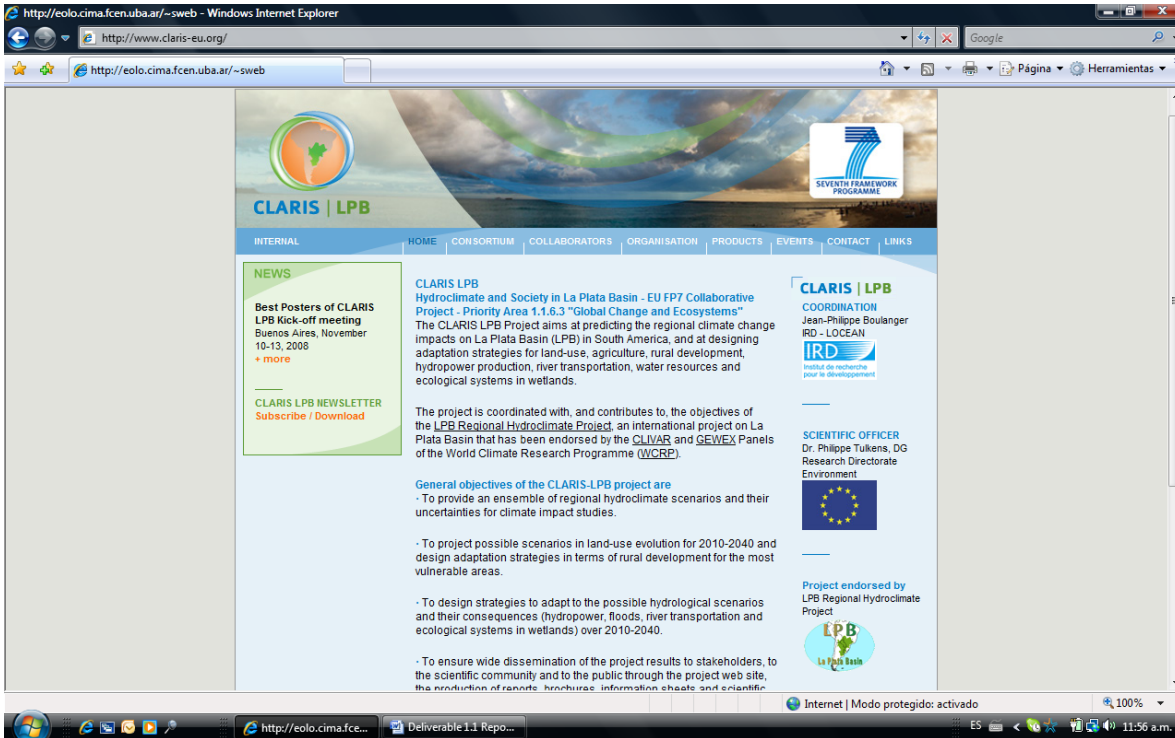 http://eolo.cima.fcen.uba.ar/~sweb - Windows Internet Explorer
http://www.claris-eu.org/
Google
http://eolo.cima.fcen.uba.ar/~sweb
Página
Herramientas
CLARIS | LPB
7
SEVENTH FRAMEWORK
PROGRAMME
INTERNAL
HOME CONSORTIUM COLLABORATORS ORGANISATION PRODUCTS EVENTS CONTACT LINKS
NEWS
Best Posters of CLARIS
LPB Kick-off meeting
Buenos Aires, November
10-13, 2008
+ more
CLARIS LPB NEWSLETTER
Subscribe / Download
CLARIS LPB
Hydroclimate and Society in La Plata Basin - EU FP7 Collaborative
Project - Priority Area 1.1.6.3 "Global Change and Ecosystems"
The CLARIS LPB Project aims at predicting the regional climate change
impacts on La Plata Basin (LPB) in South America, and at designing
adaptation strategies for land-use, agriculture, rural development,
hydropower production, river transportation, water resources and
ecological systems in wetlands.
The project is coordinated with, and contributes to, the objectives of
the LPB Regional Hydroclimate Project, an international project on La
Plata Basin that has been endorsed by the CLIVAR and GEWEX Panels
of the World Climate Research Programme (WCRP).
General objectives of the CLARIS-LPB project are
· To provide an ensemble of regional hydroclimate scenarios and their
uncertainties for climate impact studies.
· To project possible scenarios in land-use evolution for 2010-2040 and
design adaptation strategies in terms of rural development for the most
vulnerable areas.
· To design strategies to adapt to the possible hydrological scenarios
and their consequences (hydropower, floods, river transportation and
ecological systems in wetlands) over 2010-2040.
· To ensure wide dissemination of the project results to stakeholders, to
the scientific community and to the public through the project web site,
the production of reports, brochures, information sheets and scientific
CLARIS | LPB
COORDINATION
Jean-Philippe Boulanger
IRD - LOCEAN
IRD
Institut de recherche
pour le développement
SCIENTIFIC OFFICER
Dr. Philippe Tulkens, DG
Research Directorate
Environment
Project endorsed by
LPB Regional Hydroclimate
Project
LPB
La Plata Basin
Internet | Modo protegido: activado
100%
http://eolo.cima.fce...
Deliverable 1.1 Repo...
ES
11:56 a.m.